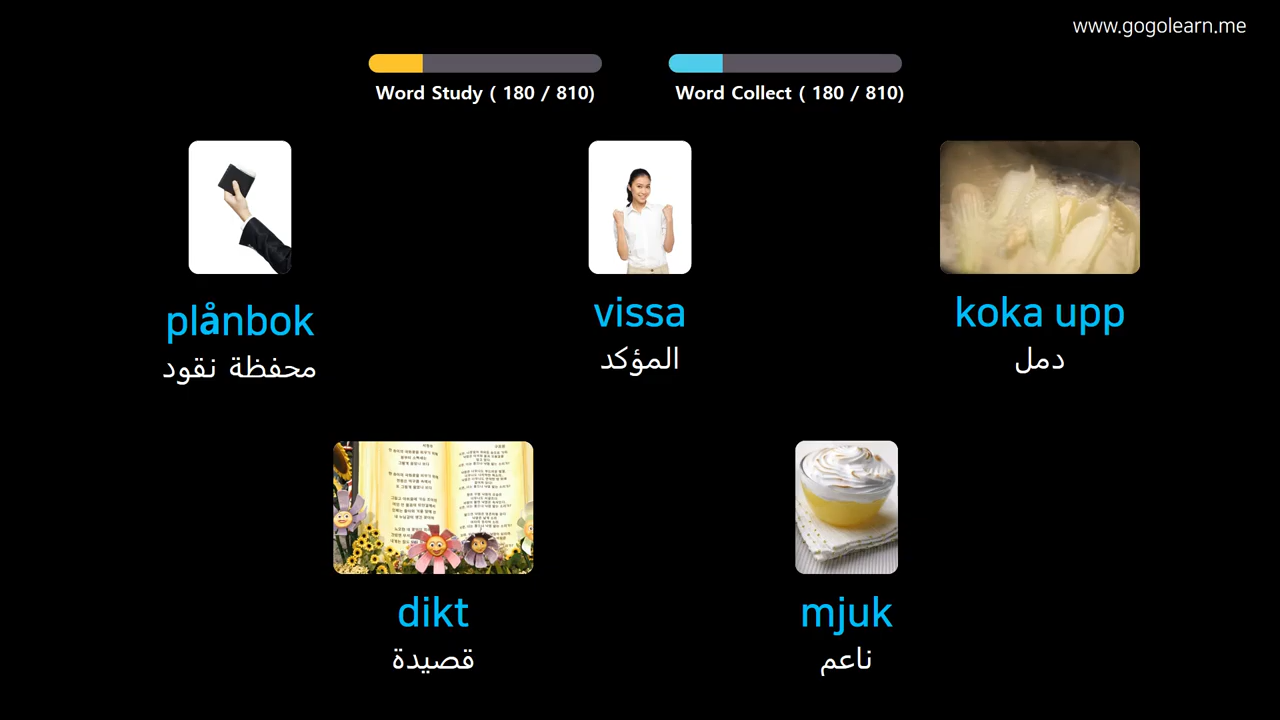 www.gogolearn.me
Word Study ( 180 / 810)
Word Collect ( 180 / 810)
plånbok
محفظة نقود
vissa
المؤكد
koka upp
دمل
dikt
قصيدة
mjuk
ناعم